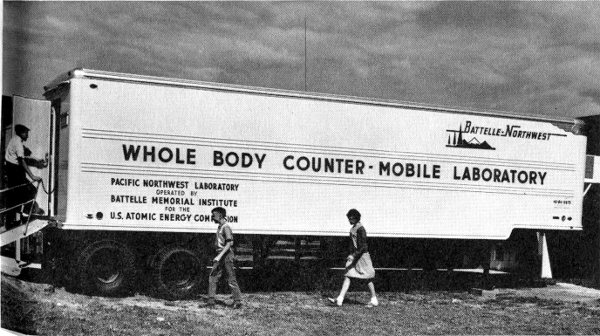 BATTELLE-NORTHWEST
WHOLE BODY COUNTER - MOBILE LABORATORY
PACIFIC NORTHWEST LABORATORY
OPERATED BY
BATTELLE MEMORIAL INSTITUTE
FOR THE
U.S. ATOMIC ENERGY COMMISSION